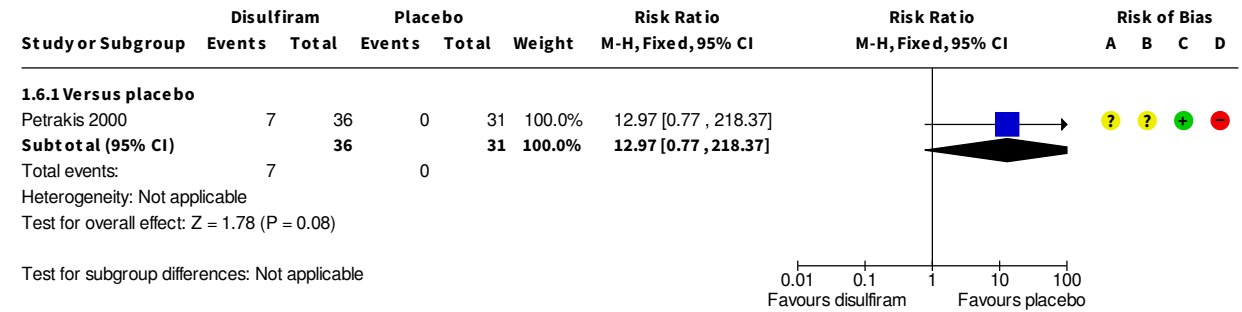 Disulfiram Placebo Risk Ratio Risk Ratio Risk of Bias
Study or Subgroup Events Total Events Total Weight M-H, Fixed, 95% CI M-H, Fixed, 95% CI A B C D
1.6.1 Versus placebo
Petrakis 2000 7 36 0 31 100.0% 12.97 [0.77 , 218.37] ? ? + −
Subtotal (95% CI) 36 31 100.0% 12.97 [0.77 , 218.37]
Total events: 7 0
Heterogeneity: Not applicable
Test for overall effect: Z = 1.78 (P = 0.08)
Test for subgroup differences: Not applicable
0.01 0.1 1 10 100
Favours disulfiram Favours placebo